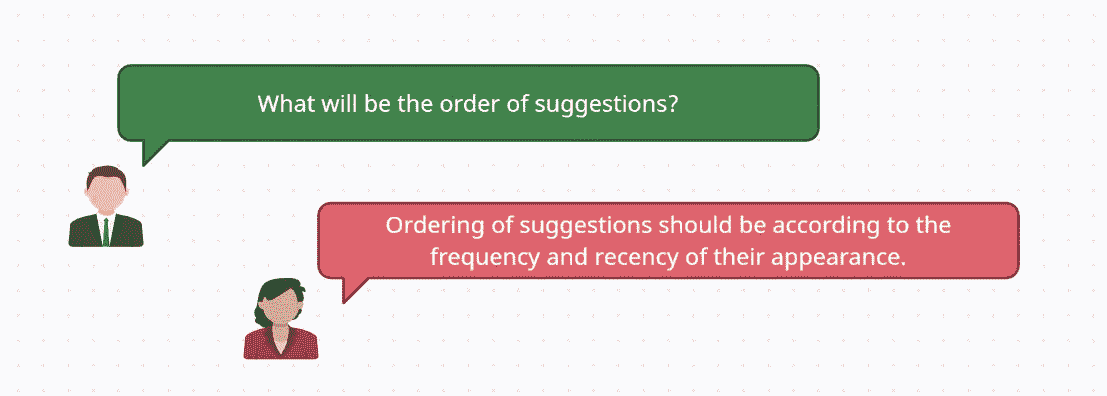 What will be the order of suggestions?
Ordering of suggestions should be according to the
frequency and recency of their appearance.